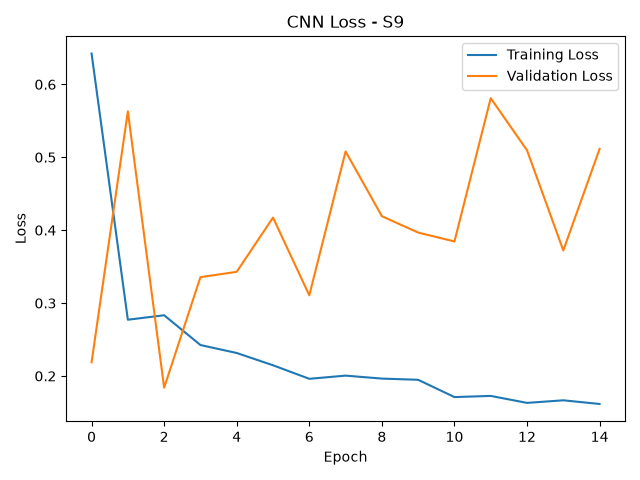 CNN Loss - S9
Training Loss
Validation Loss
Loss
0.6
0.5
0.4
0.3
0.2
0 2 4 6 8 10 12 14
Epoch